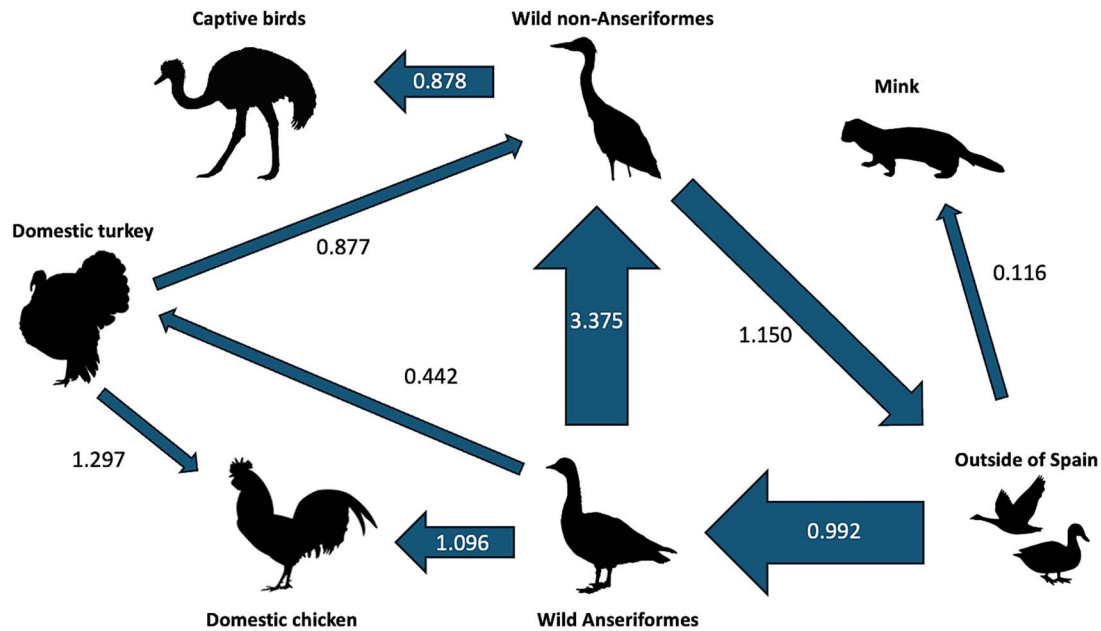 Captive birds
Wild non-Anseriformes
0.878
Mink
Domestic turkey
0.877
0.116
3.375
1.150
0.442
1.297
Outside of Spain
0.992
1.096
Domestic chicken
Wild Anseriformes